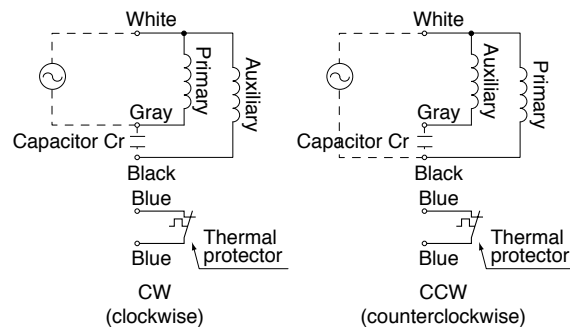 White
Primary
Auxiliary
Gray
Capacitor Cr
Black
Blue
Blue
Thermal
protector
CW
(clockwise)
White
Auxiliary
Primary
Gray
Capacitor Cr
Black
Blue
Blue
Thermal
protector
CCW
(counterclockwise)